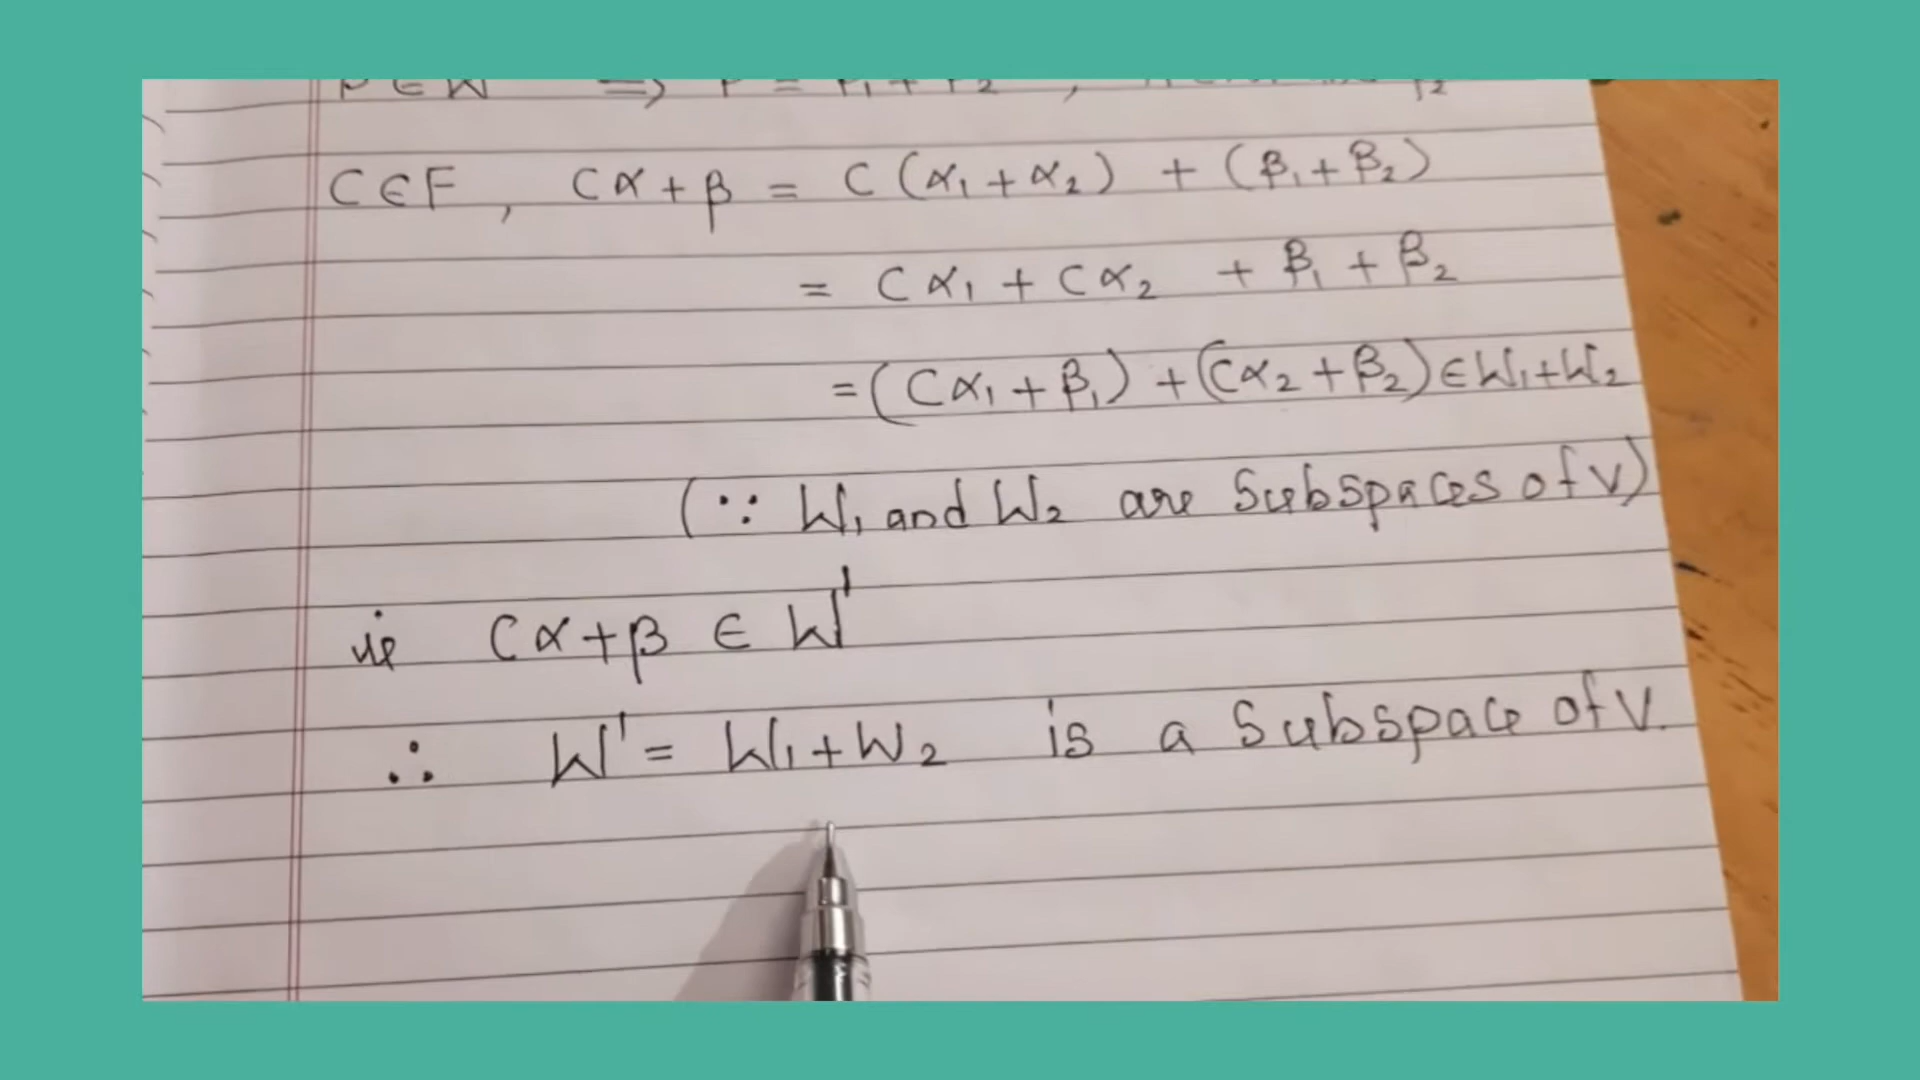 C∈F, Cα+β = C(α₁+α₂) + (β₁+β₂)
= Cα₁+Cα₂ + β₁+β₂
=(Cα₁+β₁)+(Cα₂+β₂)∈W₁+W₂
(∵ W₁ and W₂ are Subspaces of V)
ie Cα+β ∈ W'
∴ W' = W₁+W₂ is a Subspace of V.